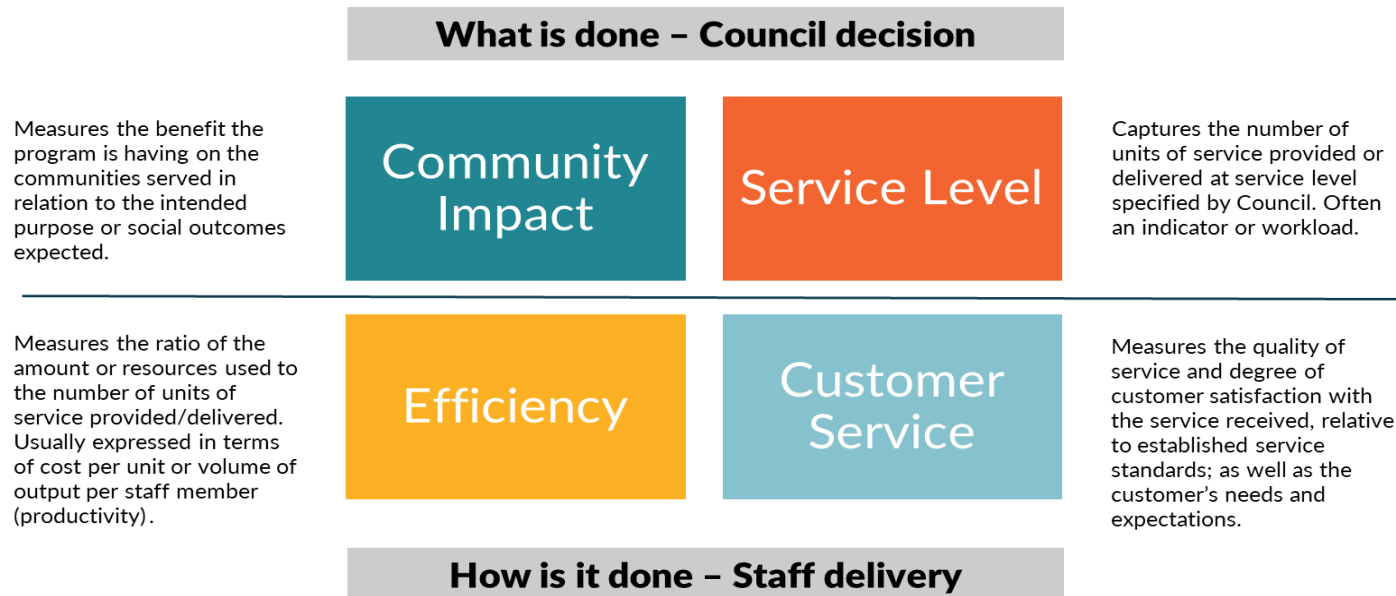 What is done – Council decision
Measures the benefit the
program is having on the
communities served in
relation to the intended
purpose or social outcomes
expected.
Community
Impact
Service Level
Captures the number of
units of service provided or
delivered at service level
specified by Council. Often
an indicator or workload.
Measures the ratio of the
amount or resources used to
the number of units of
service provided/delivered.
Usually expressed in terms
of cost per unit or volume of
output per staff member
(productivity).
Efficiency
Customer
Service
Measures the quality of
service and degree of
customer satisfaction with
the service received, relative
to established service
standards; as well as the
customer’s needs and
expectations.
How is it done – Staff delivery